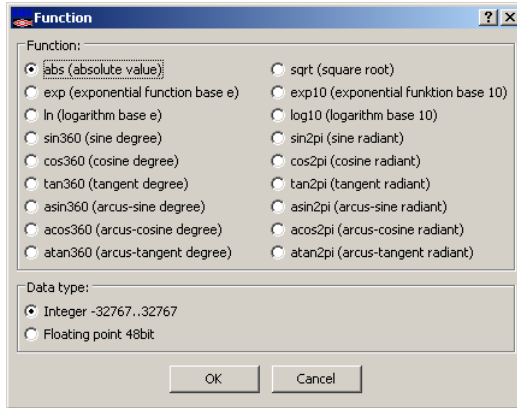 Function
Function:
abs (absolute value)
sqrt (square root)
exp (exponential function base e)
exp10 (exponential funktion base 10)
ln (logarithm base e)
log10 (logarithm base 10)
sin360 (sine degree)
sin2pi (sine radiant)
cos360 (cosine degree)
cos2pi (cosine radiant)
tan360 (tangent degree)
tan2pi (tangent radiant)
asin360 (arcus-sine degree)
asin2pi (arcus-sine radiant)
acos360 (arcus-cosine degree)
acos2pi (arcus-cosine radiant)
atan360 (arcus-tangent degree)
atan2pi (arcus-tangent radiant)
Data type:
Integer -32767..32767
Floating point 48bit
OK
Cancel